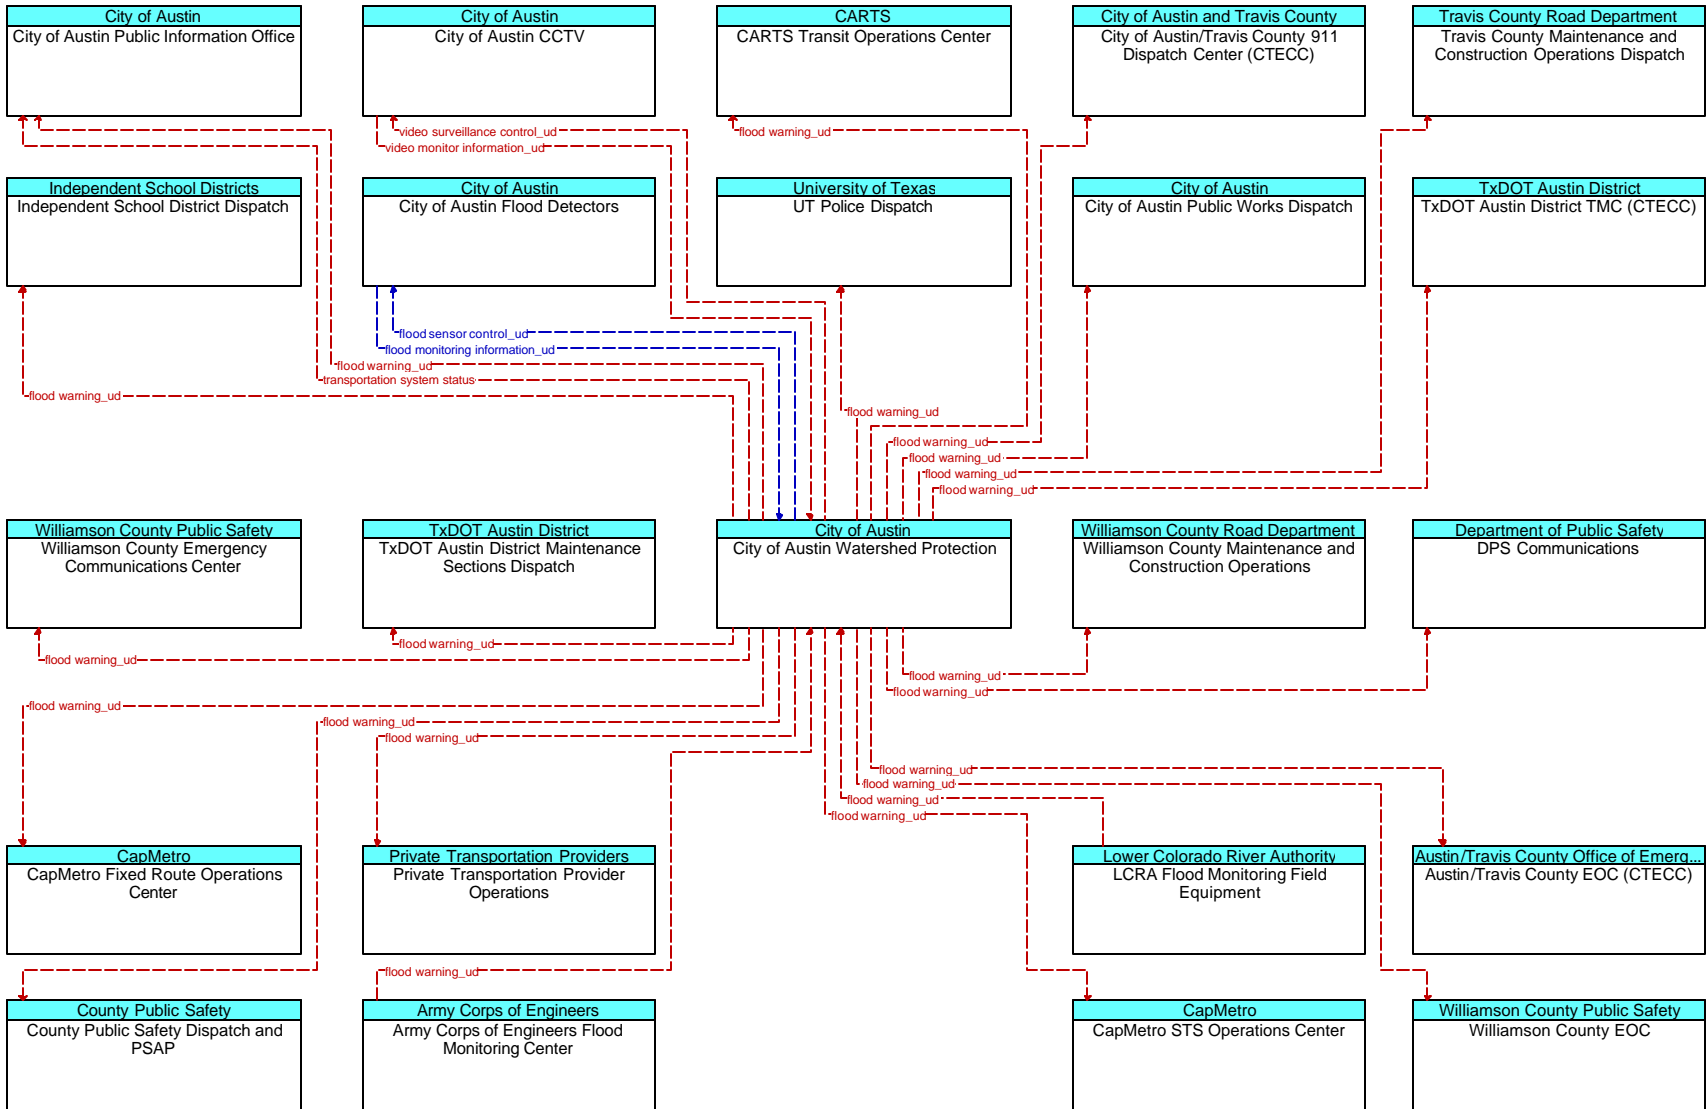 City of Austin
City of Austin Public Information Office
City of Austin
City of Austin CCTV
CARTS
CARTS Transit Operations Center
City of Austin and Travis County
City of Austin/Travis County 911
Dispatch Center (CTECC)
Travis County Road Department
Travis County Maintenance and
Construction Operations Dispatch
video surveillance control_ud
video monitor information_ud
flood warning_ud
Independent School Districts
Independent School District Dispatch
City of Austin
City of Austin Flood Detectors
University of Texas
UT Police Dispatch
City of Austin
City of Austin Public Works Dispatch
TxDOT Austin District
TxDOT Austin District TMC (CTECC)
flood sensor control_ud
flood monitoring information_ud
flood warning_ud
transportation system status
flood warning_ud
flood warning_ud
flood warning_ud
flood warning_ud
flood warning_ud
flood warning_ud
Williamson County Public Safety
Williamson County Emergency
Communications Center
TxDOT Austin District
TxDOT Austin District Maintenance
Sections Dispatch
City of Austin
City of Austin Watershed Protection
Williamson County Road Department
Williamson County Maintenance and
Construction Operations
Department of Public Safety
DPS Communications
flood warning_ud
flood warning_ud
flood warning_ud
flood warning_ud
flood warning_ud
flood warning_ud
flood warning_ud
flood warning_ud
flood warning_ud
flood warning_ud
flood warning_ud
CapMetro
CapMetro Fixed Route Operations
Center
Private Transportation Providers
Private Transportation Provider
Operations
Lower Colorado River Authority
LCRA Flood Monitoring Field
Equipment
Austin/Travis County Office of Emerg...
Austin/Travis County EOC (CTECC)
flood warning_ud
County Public Safety
County Public Safety Dispatch and
PSAP
Army Corps of Engineers
Army Corps of Engineers Flood
Monitoring Center
CapMetro
CapMetro STS Operations Center
Williamson County Public Safety
Williamson County EOC